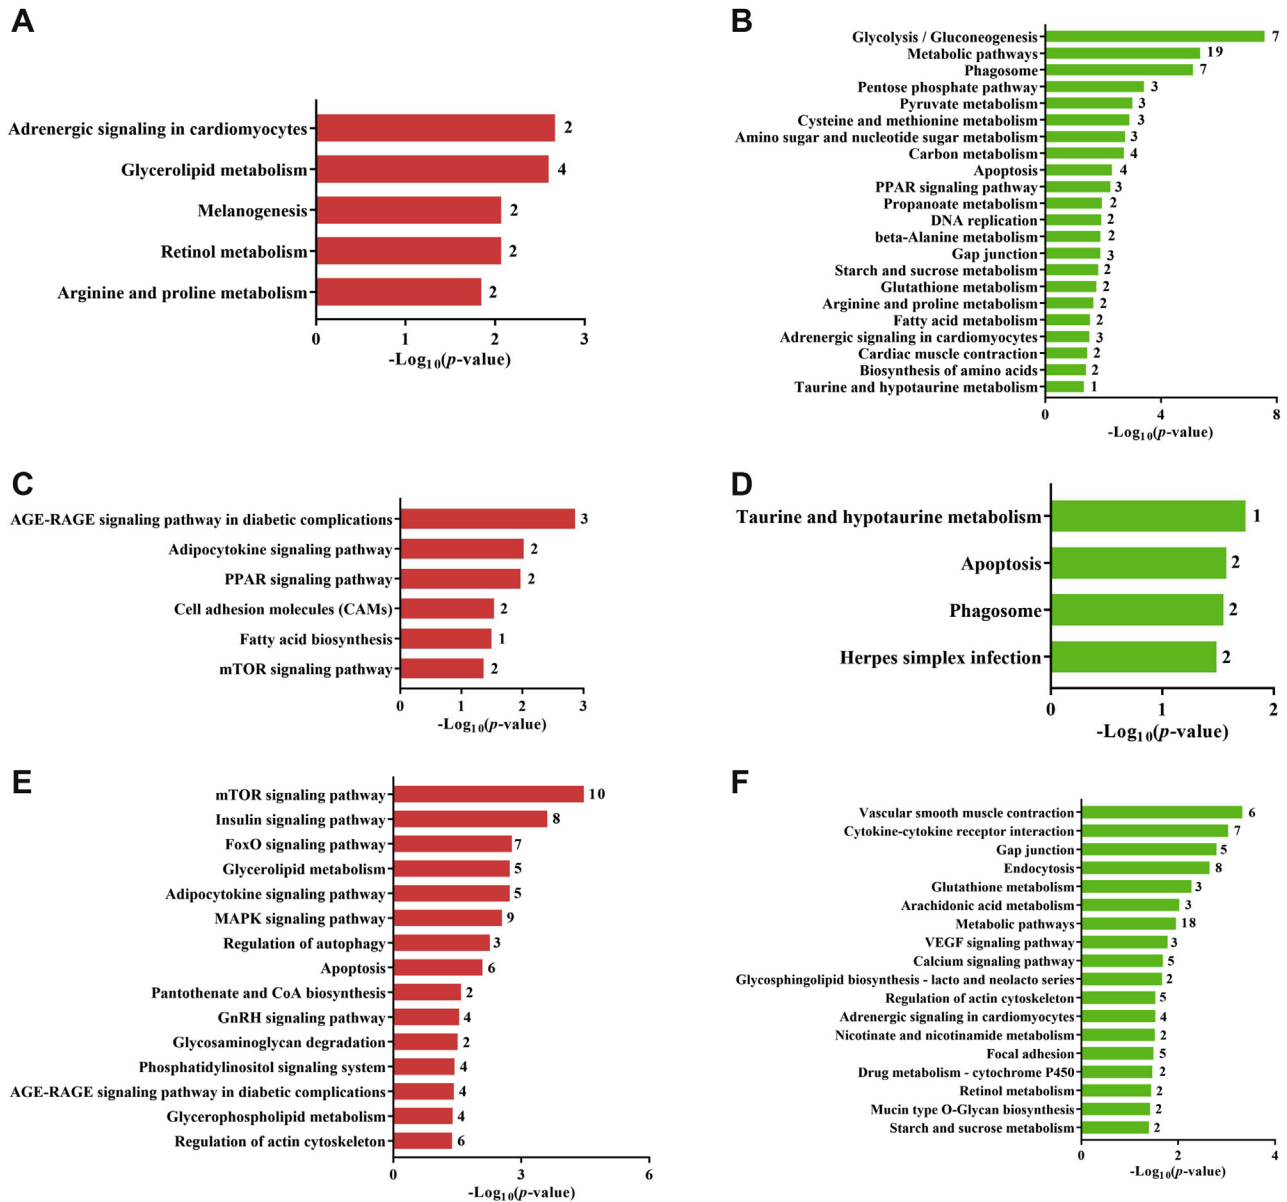 A
Adrenergic signaling in cardiomyocytes 2
Glycerolipid metabolism 4
Melanogenesis 2
Retinol metabolism 2
Arginine and proline metabolism 2
0 1 2 3
-Log10(p-value)
B
Glycolysis / Gluconeogenesis 7
Metabolic pathways 19
Phagosome 7
Pentose phosphate pathway 3
Pyruvate metabolism 3
Cysteine and methionine metabolism 3
Amino sugar and nucleotide sugar metabolism 3
Carbon metabolism 4
Apoptosis 4
PPAR signaling pathway 3
Propanoate metabolism 2
DNA replication 2
beta-Alanine metabolism 2
Gap junction 3
Starch and sucrose metabolism 2
Glutathione metabolism 2
Arginine and proline metabolism 2
Fatty acid metabolism 2
Adrenergic signaling in cardiomyocytes 3
Cardiac muscle contraction 2
Biosynthesis of amino acids 2
Taurine and hypotaurine metabolism 1
0 4 8
-Log10(p-value)
C
AGE-RAGE signaling pathway in diabetic complications 3
Adipocytokine signaling pathway 2
PPAR signaling pathway 2
Cell adhesion molecules (CAMs) 2
Fatty acid biosynthesis 1
mTOR signaling pathway 2
0 1 2 3
-Log10(p-value)
D
Taurine and hypotaurine metabolism 1
Apoptosis 2
Phagosome 2
Herpes simplex infection 2
0 1 2
-Log10(p-value)
E
mTOR signaling pathway 10
Insulin signaling pathway 8
FoxO signaling pathway 7
Glycerolipid metabolism 5
Adipocytokine signaling pathway 5
MAPK signaling pathway 9
Regulation of autophagy 3
Apoptosis 6
Pantothenate and CoA biosynthesis 2
GnRH signaling pathway 4
Glycosaminoglycan degradation 2
Phosphatidylinositol signaling system 4
AGE-RAGE signaling pathway in diabetic complications 4
Glycerophospholipid metabolism 4
Regulation of actin cytoskeleton 6
0 3 6
-Log10(p-value)
F
Vascular smooth muscle contraction 6
Cytokine-cytokine receptor interaction 7
Gap junction 5
Endocytosis 8
Glutathione metabolism 3
Arachidonic acid metabolism 3
Metabolic pathways 18
VEGF signaling pathway 3
Calcium signaling pathway 5
Glycosphingolipid biosynthesis - lacto and neolacto series 2
Regulation of actin cytoskeleton 5
Adrenergic signaling in cardiomyocytes 4
Nicotinate and nicotinamide metabolism 2
Focal adhesion 5
Drug metabolism - cytochrome P450 2
Retinol metabolism 2
Mucin type O-Glycan biosynthesis 2
Starch and sucrose metabolism 2
0 2 4
-Log10(p-value)